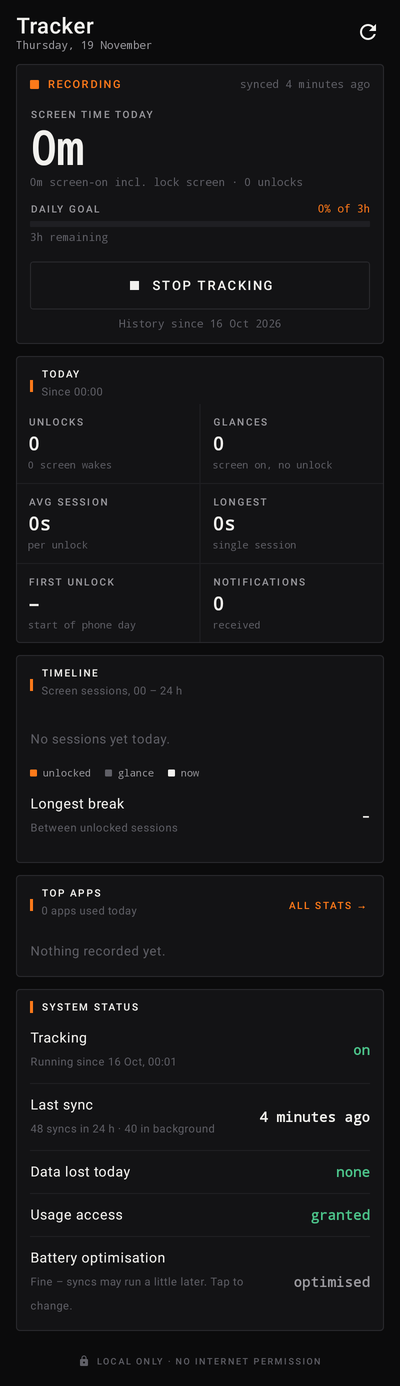 Tracker
Thursday, 19 November
RECORDING
synced 4 minutes ago
SCREEN TIME TODAY
0m
0m screen-on incl. lock screen · 0 unlocks
DAILY GOAL
0% of 3h
3h remaining
STOP TRACKING
History since 16 Oct 2026
TODAY
Since 00:00
UNLOCKS
0
0 screen wakes
GLANCES
0
screen on, no unlock
AVG SESSION
0s
per unlock
LONGEST
0s
single session
FIRST UNLOCK
–
start of phone day
NOTIFICATIONS
0
received
TIMELINE
Screen sessions, 00 – 24 h
No sessions yet today.
unlocked glance now
Longest break
Between unlocked sessions
–
TOP APPS
0 apps used today
ALL STATS →
Nothing recorded yet.
SYSTEM STATUS
Tracking
Running since 16 Oct, 00:01
on
Last sync
48 syncs in 24 h · 40 in background
4 minutes ago
Data lost today
none
Usage access
granted
Battery optimisation
Fine – syncs may run a little later. Tap to
change.
optimised
LOCAL ONLY · NO INTERNET PERMISSION